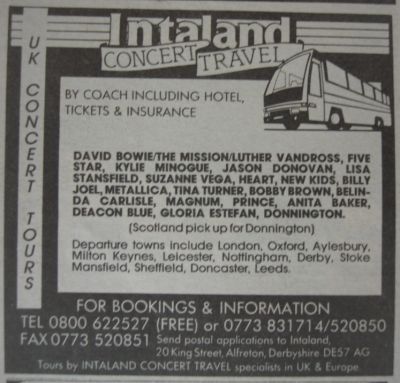 Intaland
CONCERT TRAVEL
UK CONCERT TOURS
BY COACH INCLUDING HOTEL,
TICKETS & INSURANCE
DAVID BOWIE/THE MISSION/LUTHER VANDROSS, FIVE
STAR, KYLIE MINOGUE, JASON DONOVAN, LISA
STANSFIELD, SUZANNE VEGA, HEART, NEW KIDS, BILLY
JOEL, METALLICA, TINA TURNER, BOBBY BROWN, BELIN-
DA CARLISLE, MAGNUM, PRINCE, ANITA BAKER,
DEACON BLUE, GLORIA ESTEFAN, DONNINGTON.
(Scotland pick up for Donnington)
Departure towns include London, Oxford, Aylesbury,
Milton Keynes, Leicester, Nottingham, Derby, Stoke
Mansfield, Sheffield, Doncaster, Leeds.
FOR BOOKINGS & INFORMATION
TEL 0800 622527 (FREE) or 0773 831714/520850
FAX 0773 520851 Send postal applications to Intaland,
20 King Street, Alfreton, Derbyshire DE57 AG
Tours by INTALAND CONCERT TRAVEL specialists in UK & Europe.